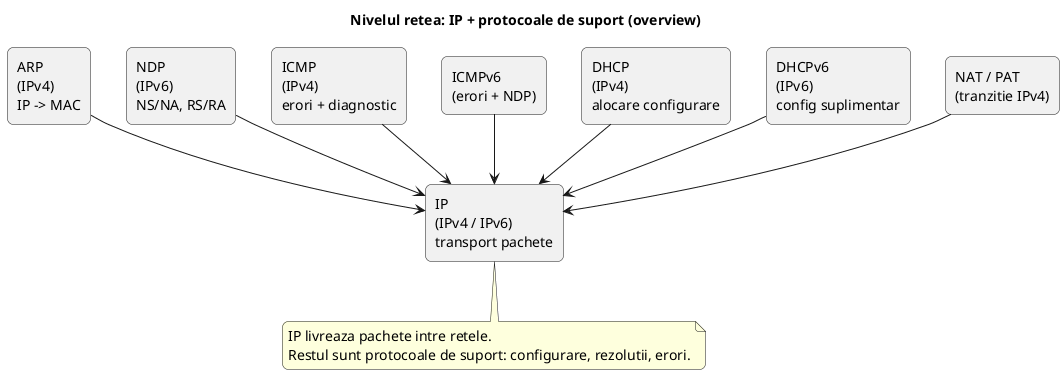 Nivelul retea: IP + protocoale de suport (overview)
ARP
(IPv4)
IP -> MAC
NDP
(IPv6)
NS/NA, RS/RA
ICMP
(IPv4)
erori + diagnostic
ICMPv6
(erori + NDP)
DHCP
(IPv4)
alocare configurare
DHCPv6
(IPv6)
config suplimentar
NAT / PAT
(tranzitie IPv4)
IP
(IPv4 / IPv6)
transport pachete
IP livreaza pachete intre retele.
Restul sunt protocoale de suport: configurare, rezolutii, erori.